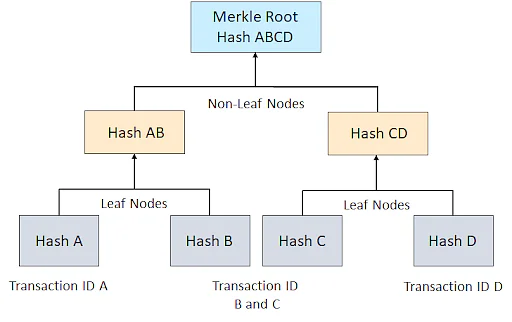 Merkle Root
Hash ABCD
Non-Leaf Nodes
Hash AB
Hash CD
Leaf Nodes
Leaf Nodes
Hash A
Hash B
Hash C
Hash D
Transaction ID A
Transaction ID
B and C
Transaction ID D